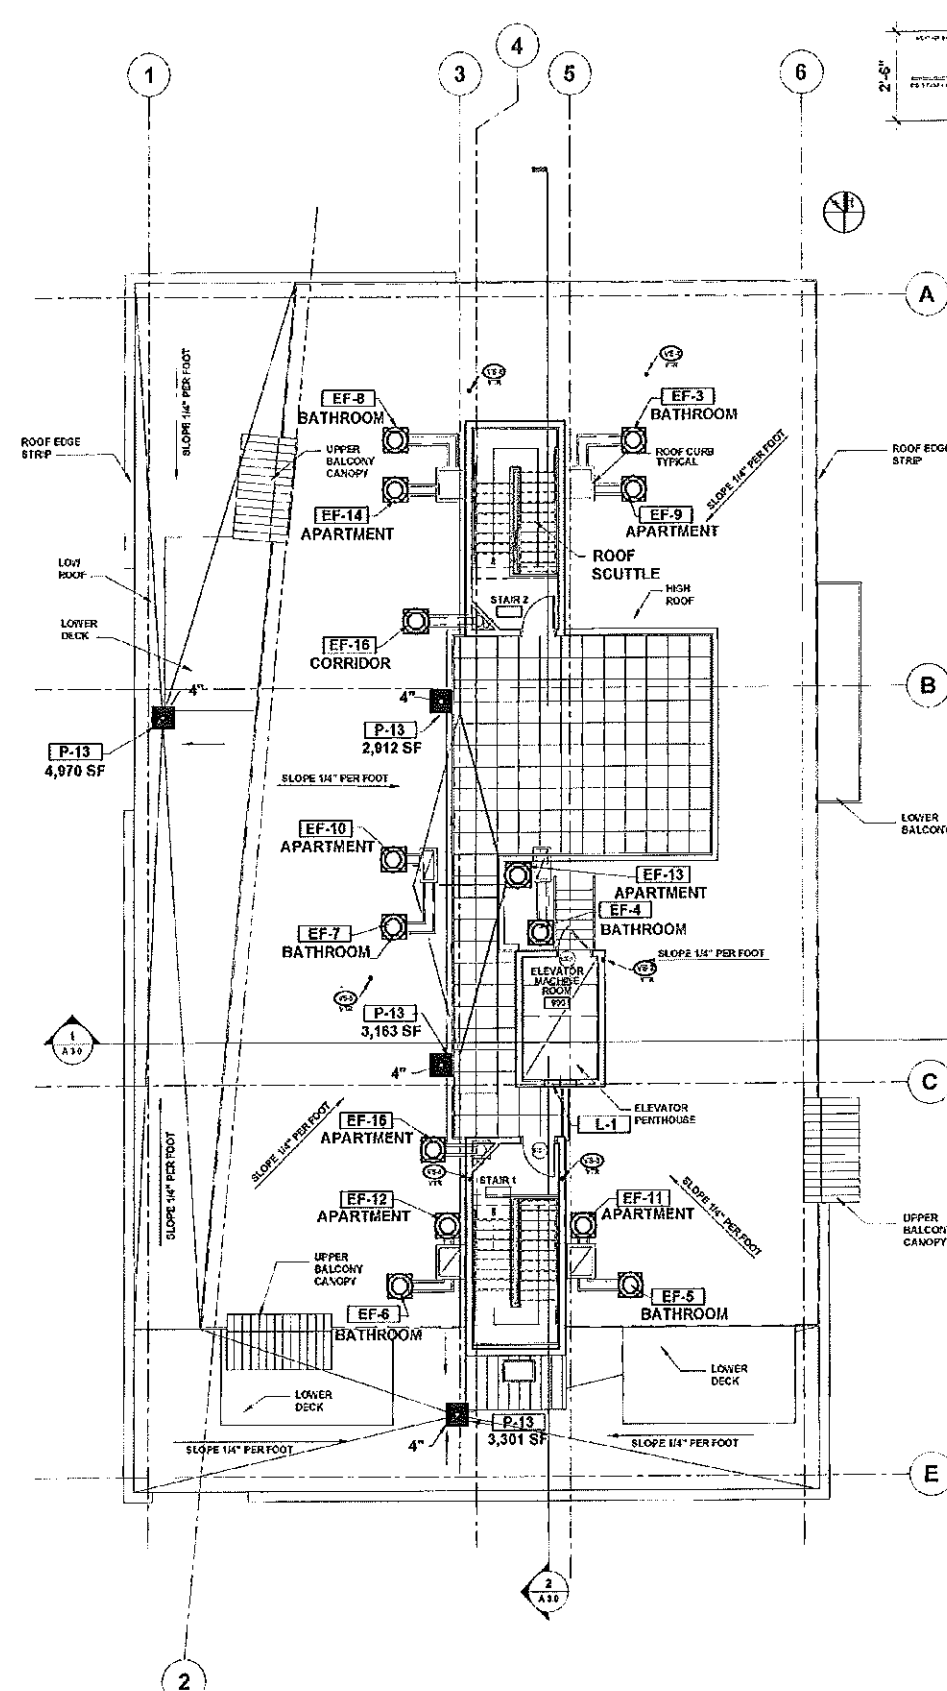 4
1
3
5
6
2'-6"
A
SLOPE 1/4" PER FOOT
EF-8
BATHROOM
EF-3
BATHROOM
ROOF EDGE
STRIP
UPPER
BALCONY
CANOPY
ROOF CURB
TYPICAL
SLOPE 1/4" PER FOOT
ROOF EDGE
STRIP
EF-14
APARTMENT
EF-9
APARTMENT
ROOF
SCUTTLE
LOW
ROOF
STAIR 2
HIGH
ROOF
LOWER
DECK
EF-16
CORRIDOR
4"
4"
B
P-13
4,970 SF
P-13
2,912 SF
SLOPE 1/4" PER FOOT
LOWER
BALCON
EF-10
APARTMENT
EF-13
APARTMENT
EF-4
BATHROOM
EF-7
BATHROOM
SLOPE 1/4" PER FOOT
ELEVATOR
MACHINE
ROOM
P-13
3,163 SF
1
A 3.0
4"
C
EF-15
APARTMENT
L-1
ELEVATOR
PENTHOUSE
SLOPE 1/4" PER FOOT
SLOPE 1/4" PER FOOT
STAIR 1
EF-12
APARTMENT
EF-11
APARTMENT
SLOPE 1/4" PER FOOT
UPPER
BALCON
CANOPY
UPPER
BALCONY
CANOPY
EF-6
BATHROOM
EF-5
BATHROOM
LOWER
DECK
LOWER
DECK
P-13
3,301 SF
4"
SLOPE 1/4" PER FOOT
SLOPE 1/4" PER FOOT
E
2
A 3.0
2